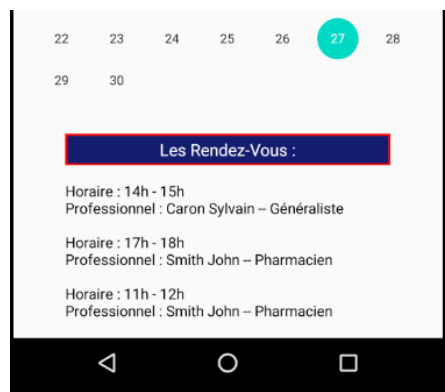 22 23 24 25 26 27 28
29 30
Les Rendez-Vous :
Horaire : 14h - 15h
Professionnel : Caron Sylvain -- Généraliste
Horaire : 17h - 18h
Professionnel : Smith John -- Pharmacien
Horaire : 11h - 12h
Professionnel : Smith John -- Pharmacien